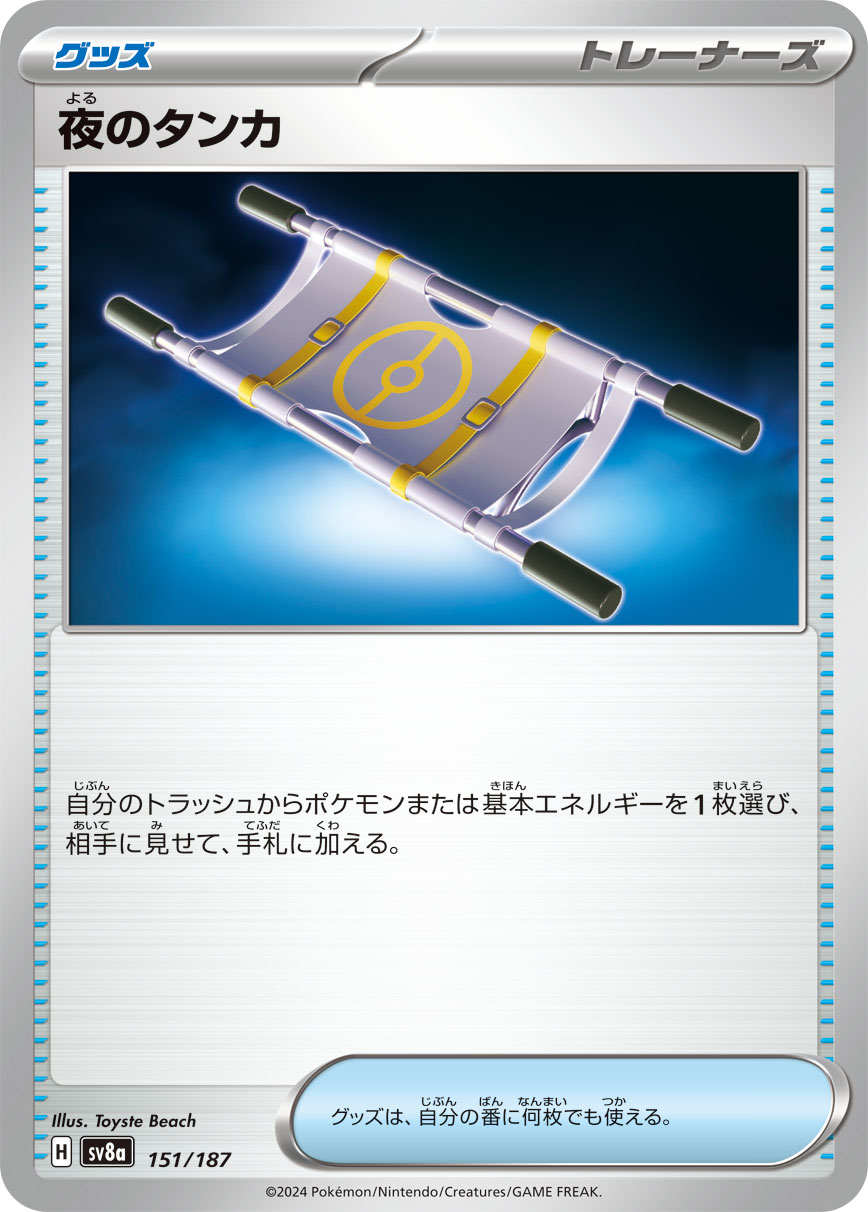 グッズ
トレーナーズ
よる
夜のタンカ
じぶん きほん まいえら
自分のトラッシュからポケモンまたは基本エネルギーを1枚選び、
あいて み てふだ くわ
相手に見せて、手札に加える。
じぶん ばん なんまい つか
グッズは、自分の番に何枚でも使える。
Illus. Toyste Beach
H sv8a 151/187
©2024 Pokémon/Nintendo/Creatures/GAME FREAK.